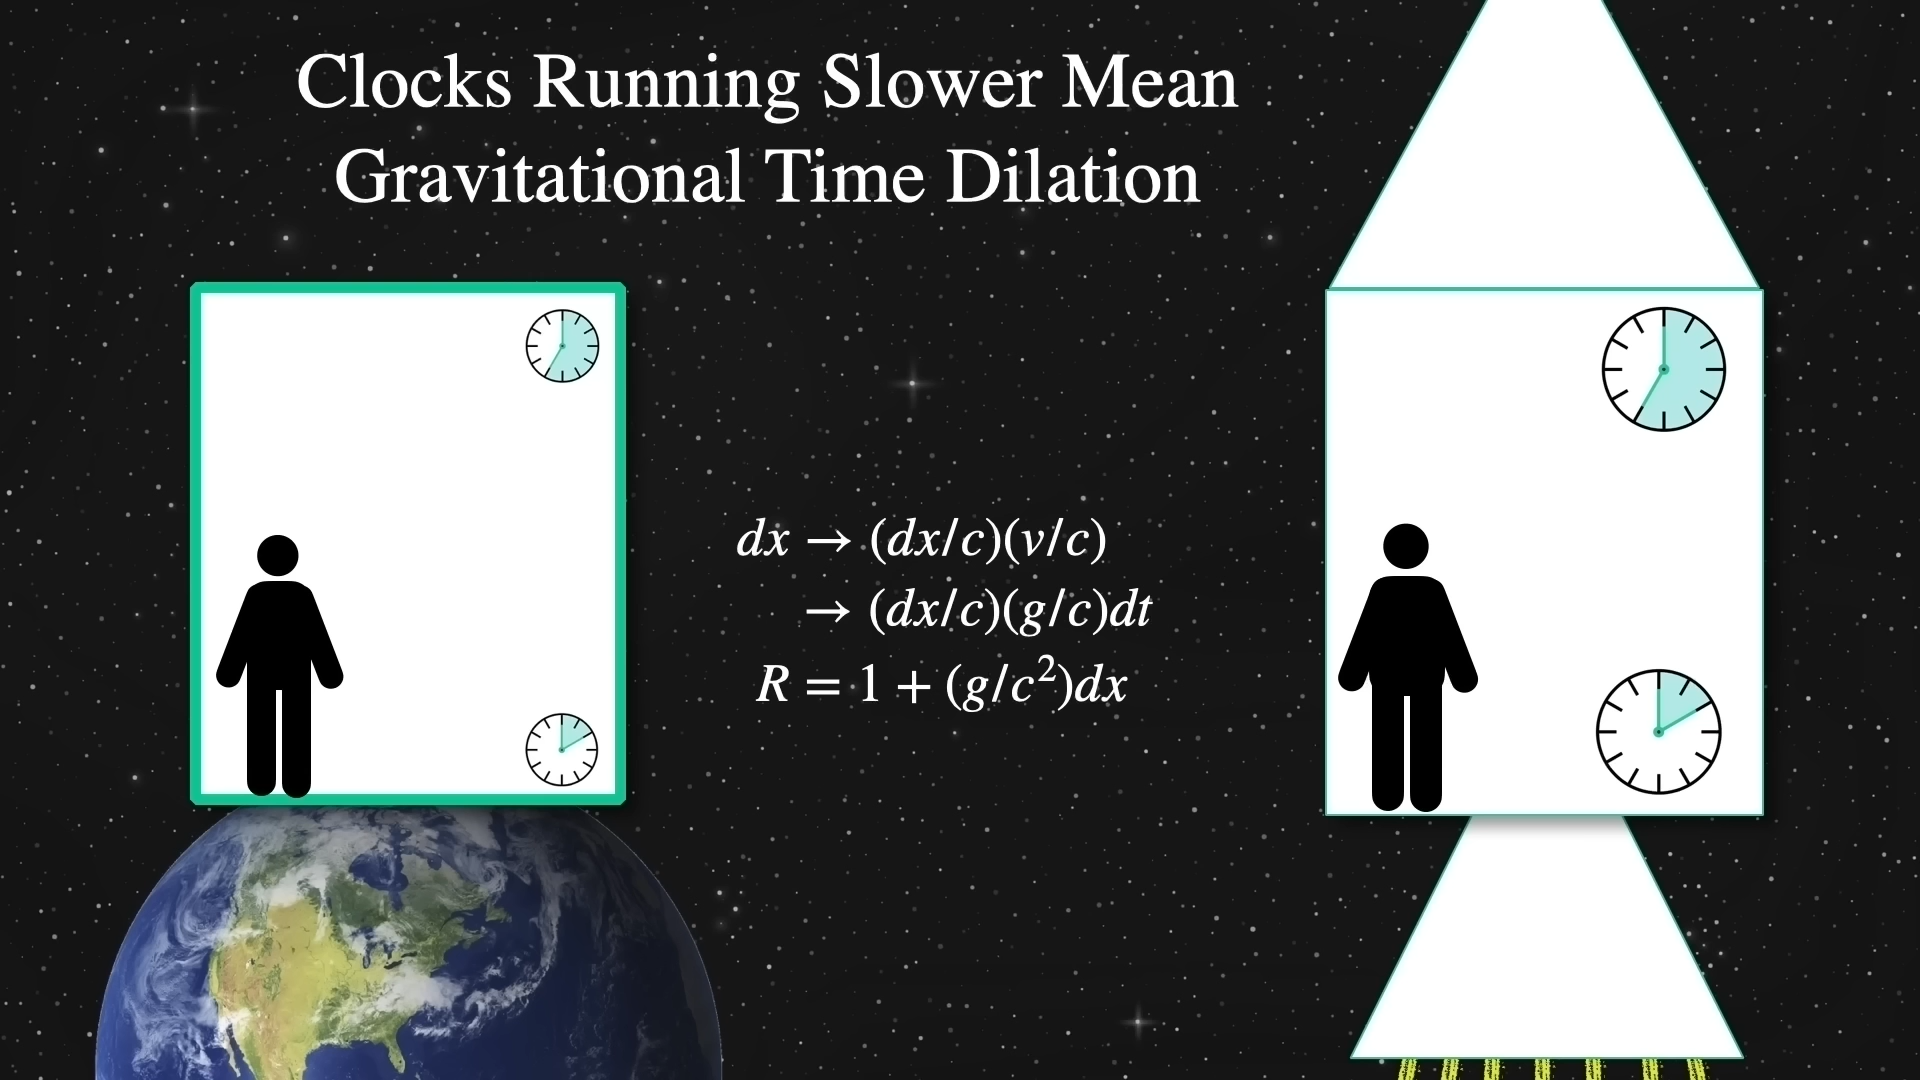 Clocks Running Slower Mean
Gravitational Time Dilation
dx → (dx/c)(v/c)
→ (dx/c)(g/c)dt
R = 1 + (g/c²)dx